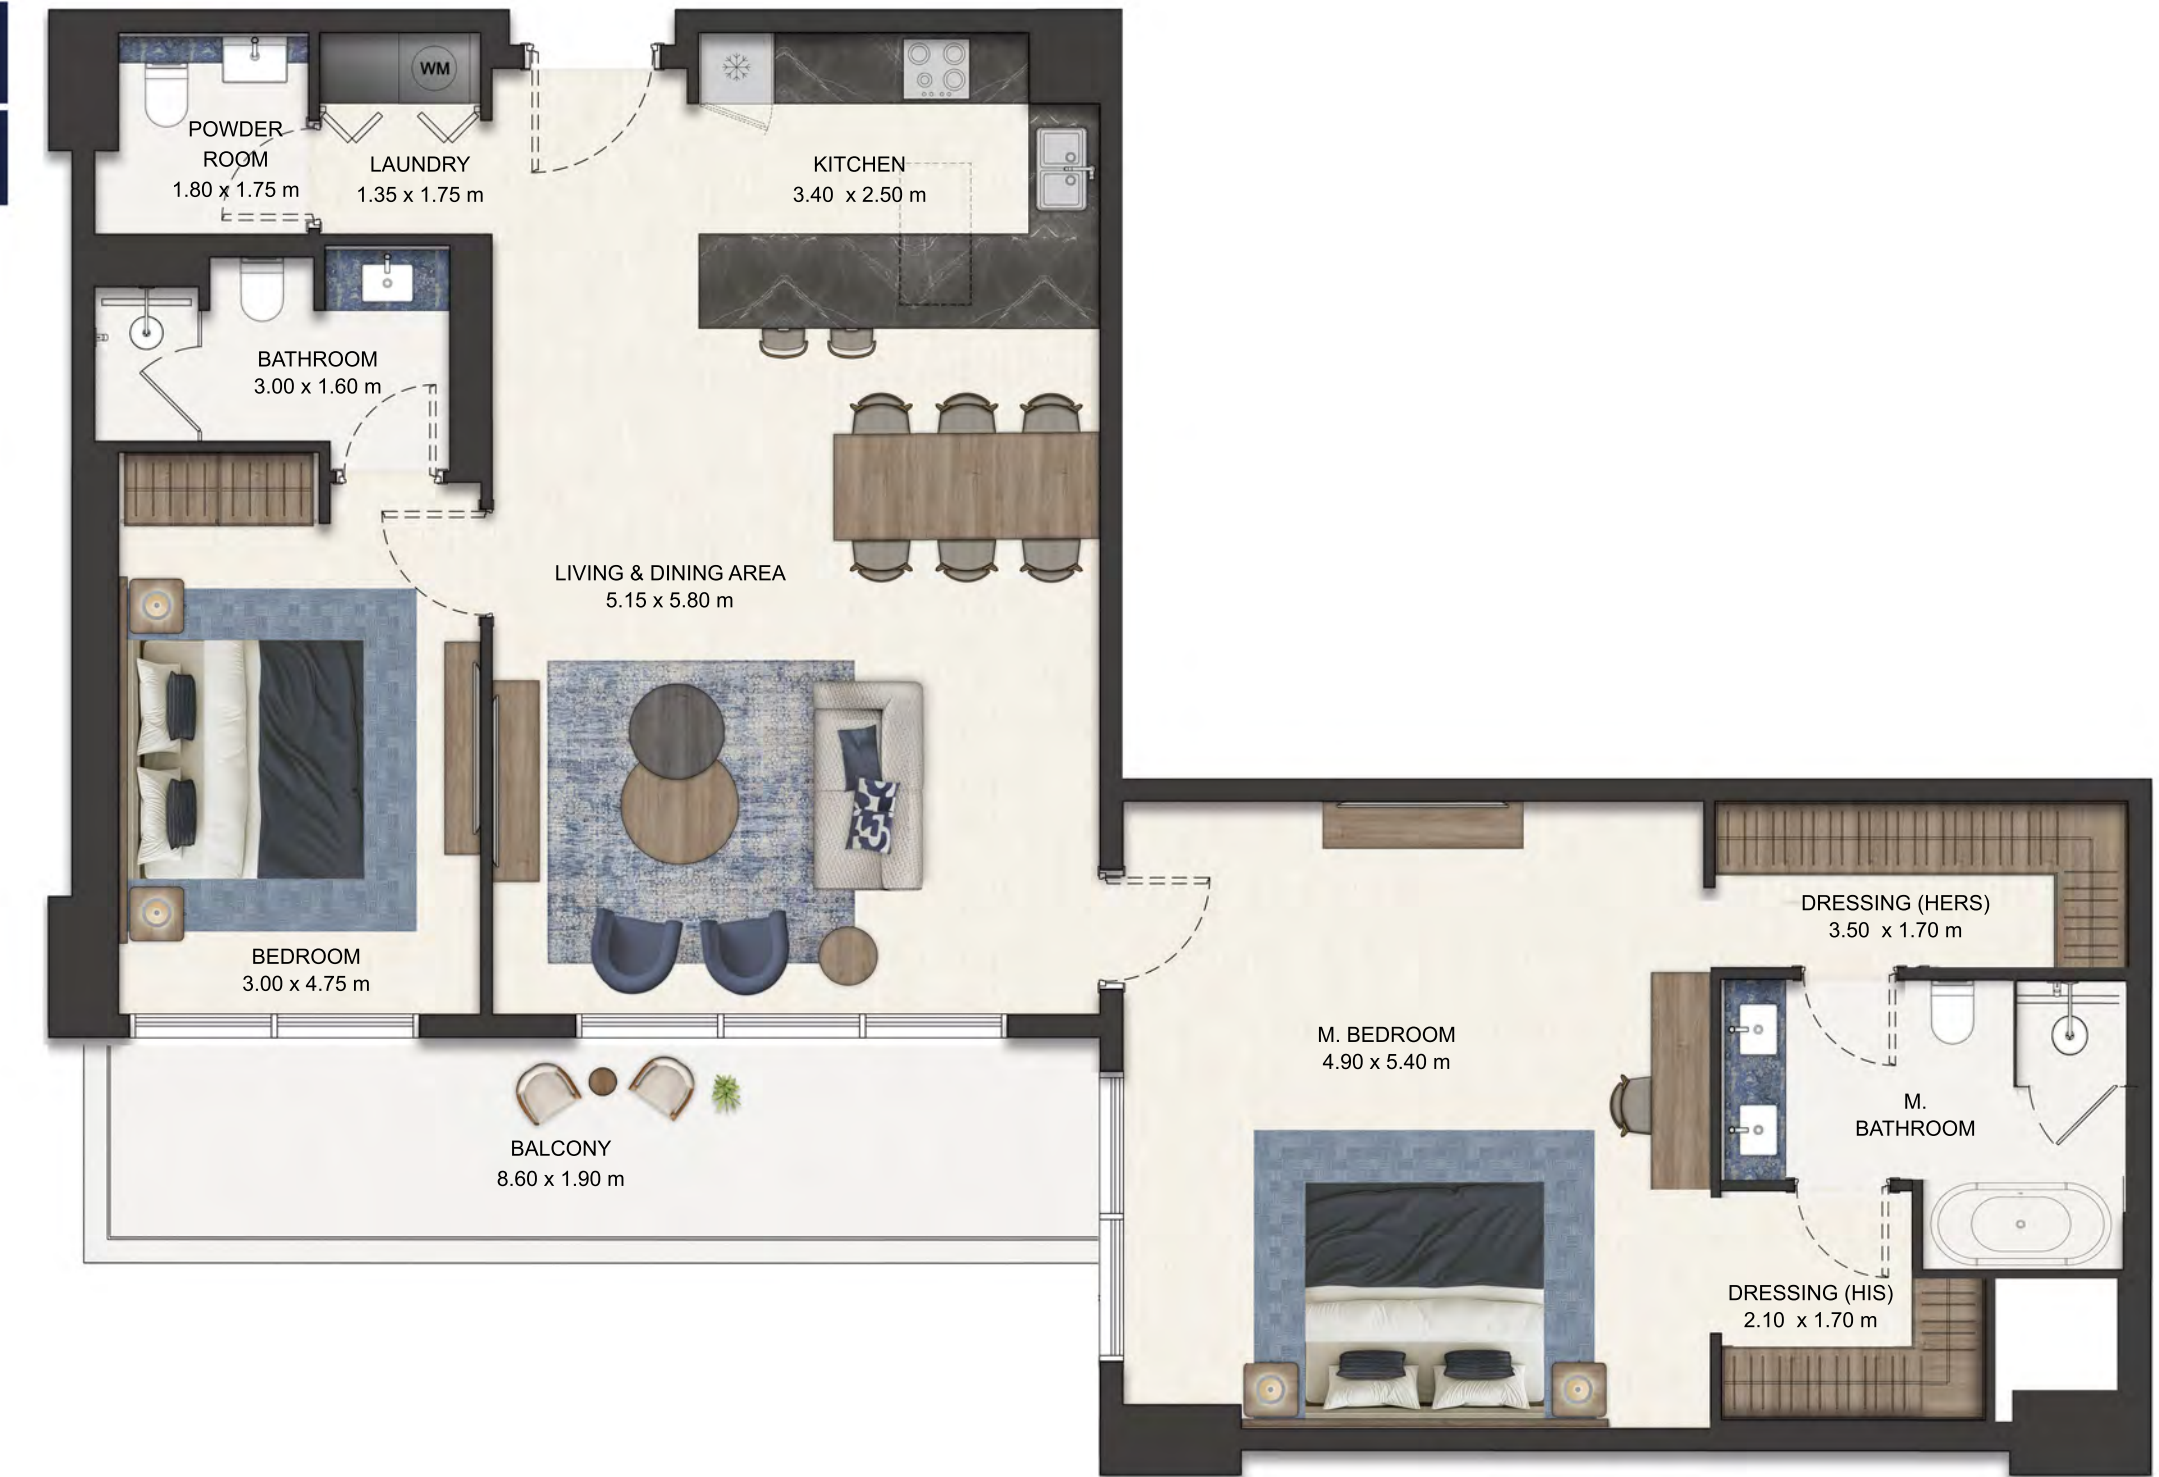 WM
POWDER
ROOM
1.80 x 1.75 m
LAUNDRY
1.35 x 1.75 m
KITCHEN
3.40 x 2.50 m
BATHROOM
3.00 x 1.60 m
LIVING & DINING AREA
5.15 x 5.80 m
BEDROOM
3.00 x 4.75 m
DRESSING (HERS)
3.50 x 1.70 m
M. BEDROOM
4.90 x 5.40 m
M.
BATHROOM
BALCONY
8.60 x 1.90 m
DRESSING (HIS)
2.10 x 1.70 m